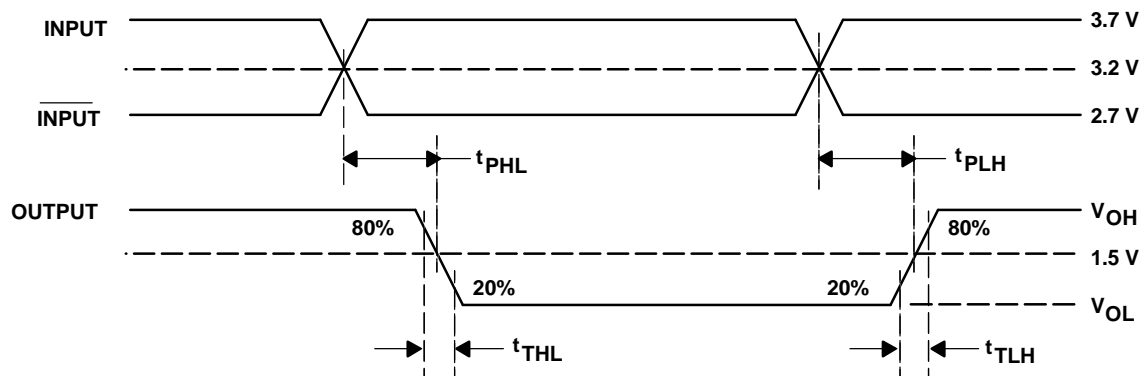 INPUT
3.7 V
3.2 V
INPUT
2.7 V
tPHL
tPLH
OUTPUT
VOH
80%
80%
1.5 V
20%
20%
VOL
tTHL
tTLH